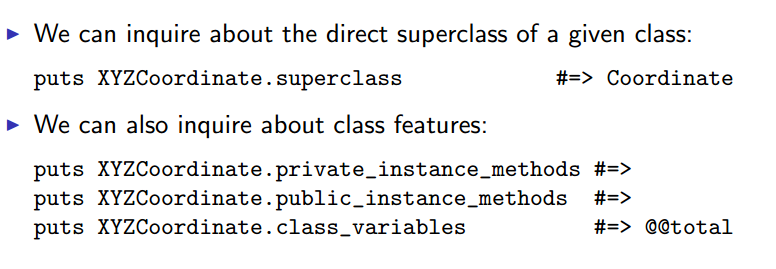 ▶ We can inquire about the direct superclass of a given class:
puts XYZCoordinate.superclass #=> Coordinate
▶ We can also inquire about class features:
puts XYZCoordinate.private_instance_methods #=>
puts XYZCoordinate.public_instance_methods #=>
puts XYZCoordinate.class_variables #=> @@total